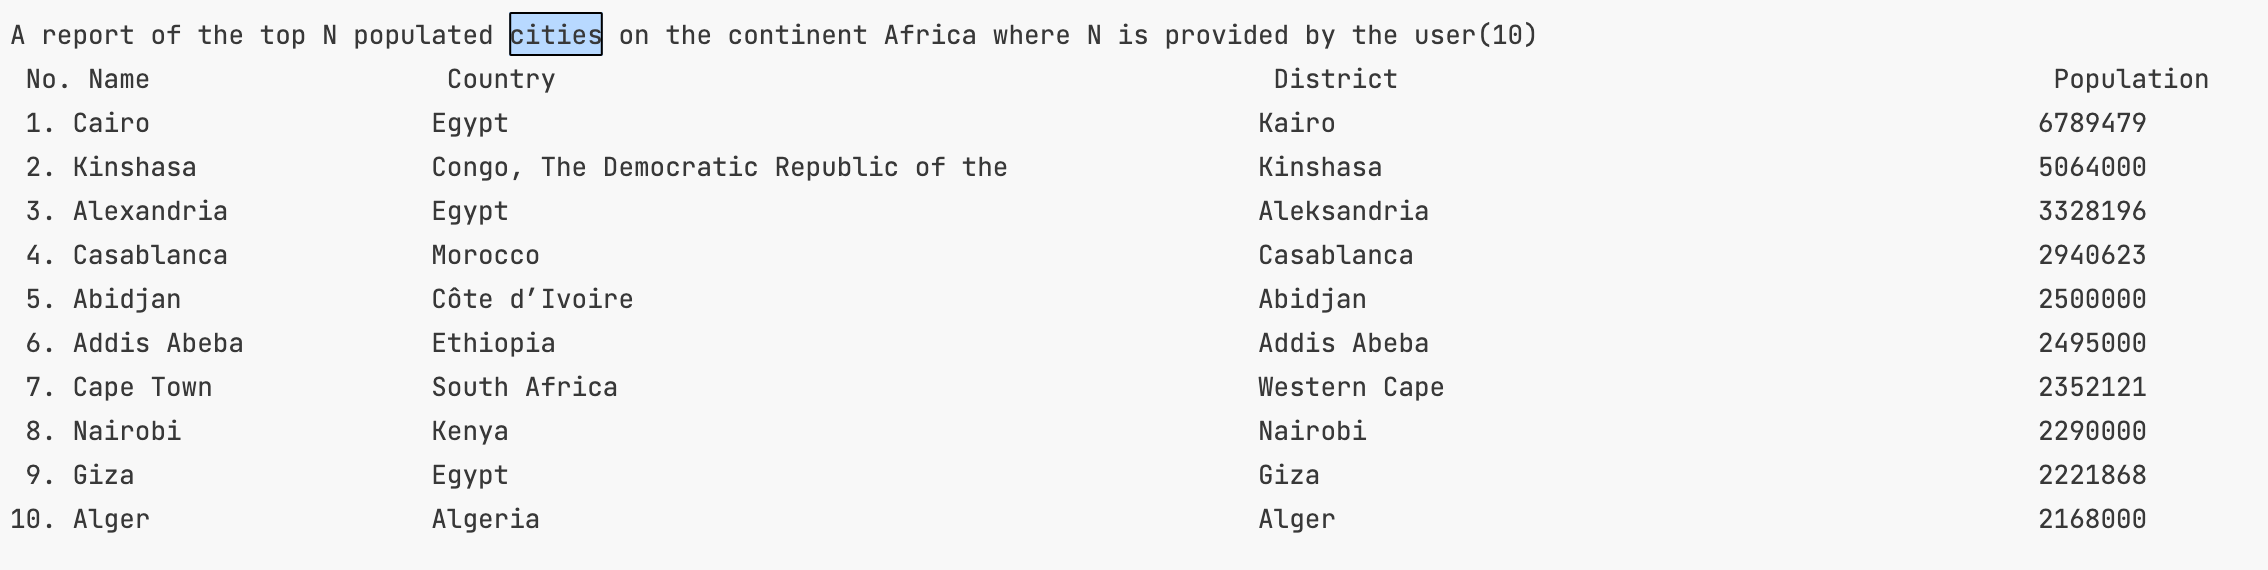 A report of the top N populated cities on the continent Africa where N is provided by the user(10)
No. Name Country District Population
1. Cairo Egypt Kairo 6789479
2. Kinshasa Congo, The Democratic Republic of the Kinshasa 5064000
3. Alexandria Egypt Aleksandria 3328196
4. Casablanca Morocco Casablanca 2940623
5. Abidjan Côte d’Ivoire Abidjan 2500000
6. Addis Abeba Ethiopia Addis Abeba 2495000
7. Cape Town South Africa Western Cape 2352121
8. Nairobi Kenya Nairobi 2290000
9. Giza Egypt Giza 2221868
10. Alger Algeria Alger 2168000